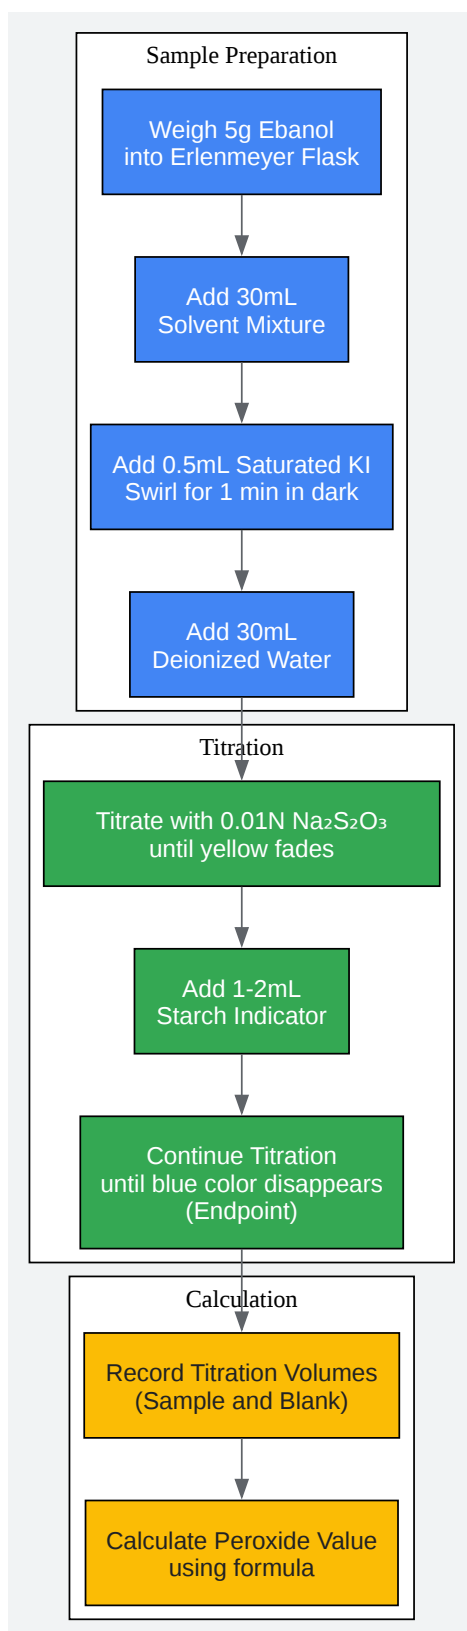 Sample Preparation
Weigh 5g Ebanol
into Erlenmeyer Flask
Add 30mL
Solvent Mixture
Add 0.5mL Saturated KI
Swirl for 1 min in dark
Add 30mL
Deionized Water
Titration
Titrate with 0.01N Na₂S₂O₃
until yellow fades
Add 1-2mL
Starch Indicator
Continue Titration
until blue color disappears
(Endpoint)
Calculation
Record Titration Volumes
(Sample and Blank)
Calculate Peroxide Value
using formula